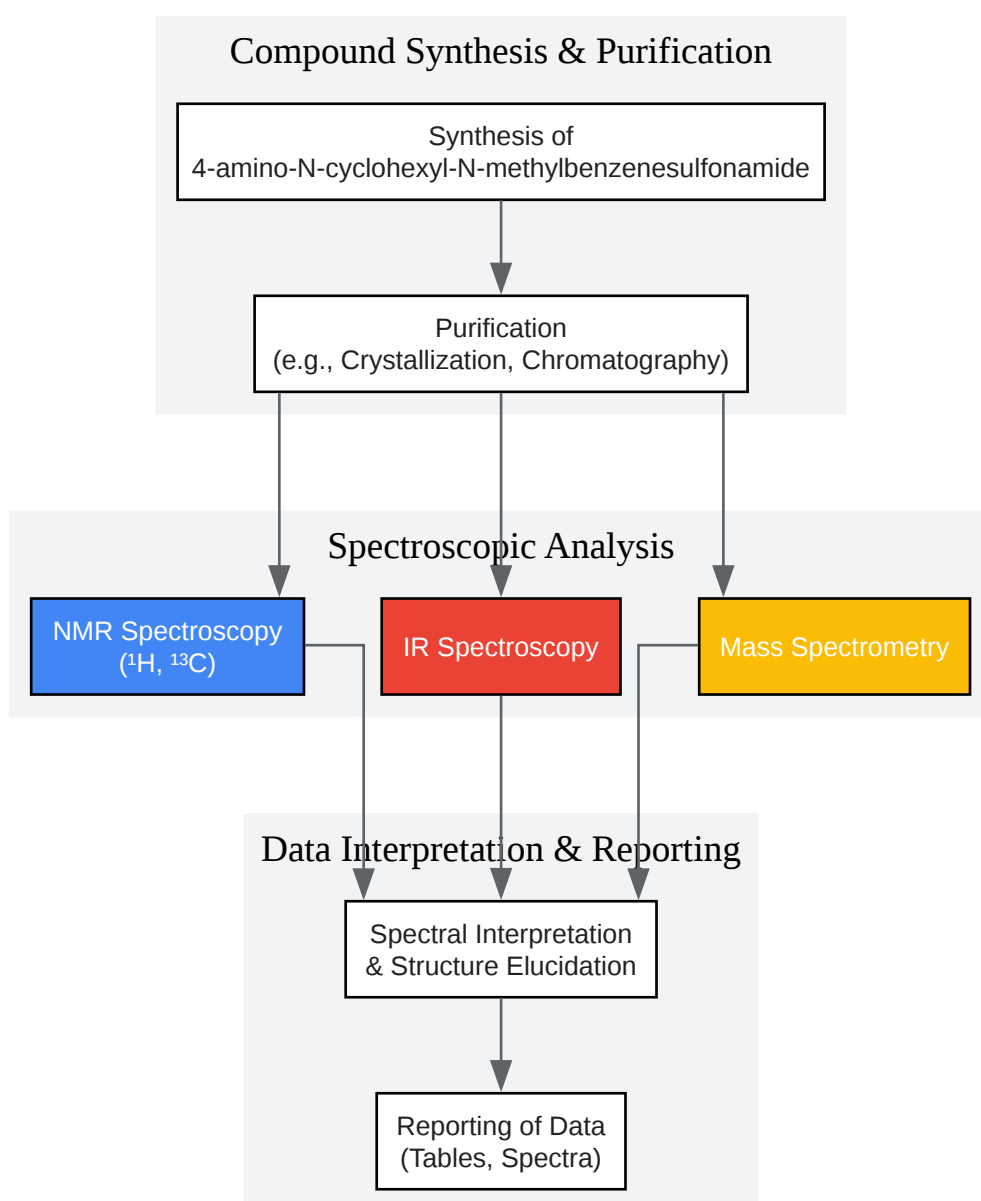 Compound Synthesis & Purification
Synthesis of
4-amino-N-cyclohexyl-N-methylbenzenesulfonamide
Purification
(e.g., Crystallization, Chromatography)
Spectroscopic Analysis
NMR Spectroscopy
(¹H, ¹³C)
IR Spectroscopy
Mass Spectrometry
Data Interpretation & Reporting
Spectral Interpretation
& Structure Elucidation
Reporting of Data
(Tables, Spectra)